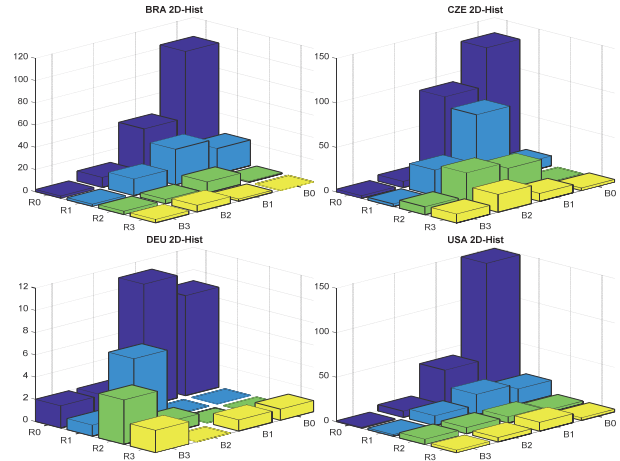 BRA 2D-Hist
120
100
80
60
40
20
0
R0
R1
R2
R3
B3
B2
B1
B0
CZE 2D-Hist
150
100
50
0
R0
R1
R2
R3
B3
B2
B1
B0
DEU 2D-Hist
12
10
8
6
4
2
0
R0
R1
R2
R3
B3
B2
B1
B0
USA 2D-Hist
150
100
50
0
R0
R1
R2
R3
B3
B2
B1
B0